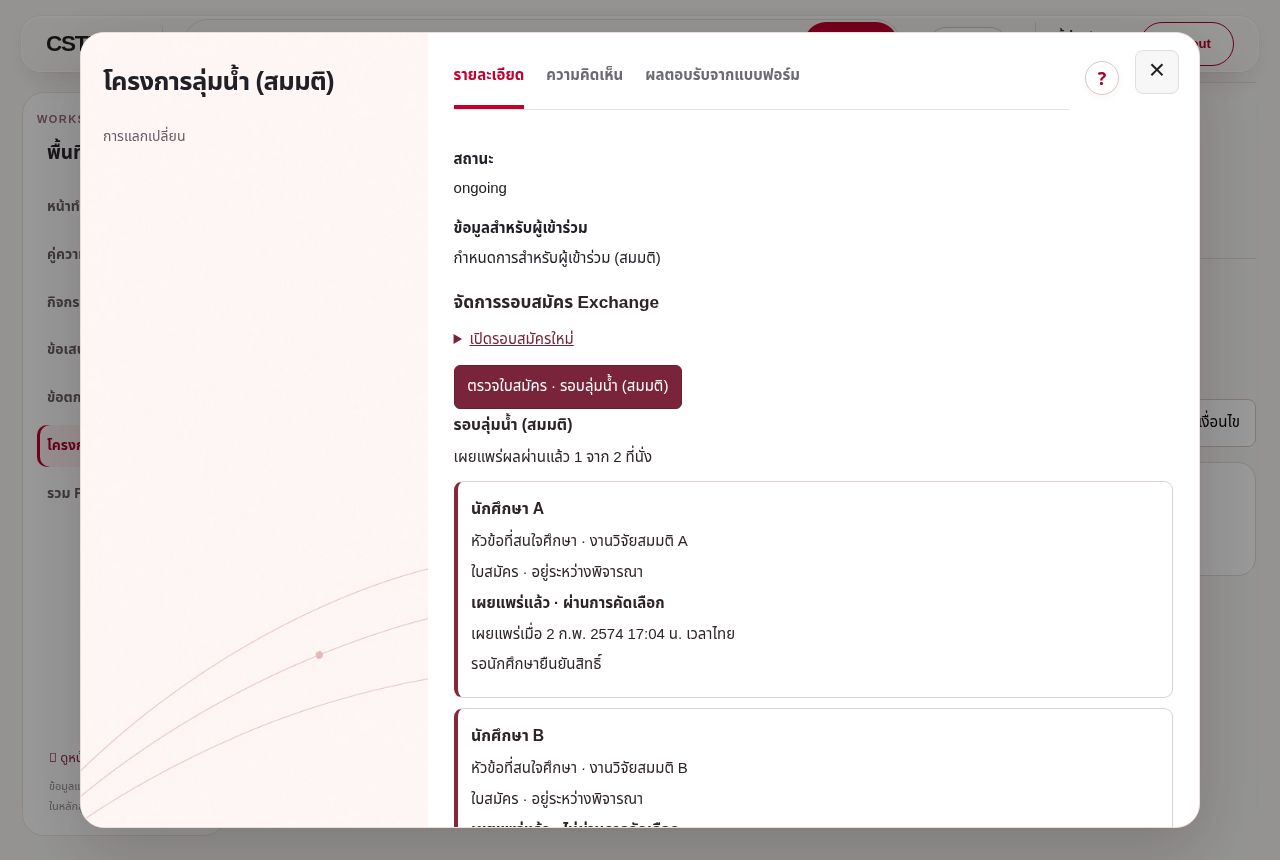 CST
โครงการลุ่มน้ำ (สมมติ)
การแลกเปลี่ยน
รายละเอียด
ความคิดเห็น
ผลตอบรับจากแบบฟอร์ม
?
✕
สถานะ
ongoing
ข้อมูลสำหรับผู้เข้าร่วม
กำหนดการสำหรับผู้เข้าร่วม (สมมติ)
จัดการรอบสมัคร Exchange
▶ เปิดรอบสมัครใหม่
ตรวจใบสมัคร · รอบลุ่มน้ำ (สมมติ)
รอบลุ่มน้ำ (สมมติ)
เผยแพร่ผลผ่านแล้ว 1 จาก 2 ที่นั่ง
นักศึกษา A
หัวข้อที่สนใจศึกษา · งานวิจัยสมมติ A
ใบสมัคร · อยู่ระหว่างพิจารณา
เผยแพร่แล้ว · ผ่านการคัดเลือก
เผยแพร่เมื่อ 2 ก.พ. 2574 17:04 น. เวลาไทย
รอนักศึกษายืนยันสิทธิ์
นักศึกษา B
หัวข้อที่สนใจศึกษา · งานวิจัยสมมติ B
ใบสมัคร · อยู่ระหว่างพิจารณา